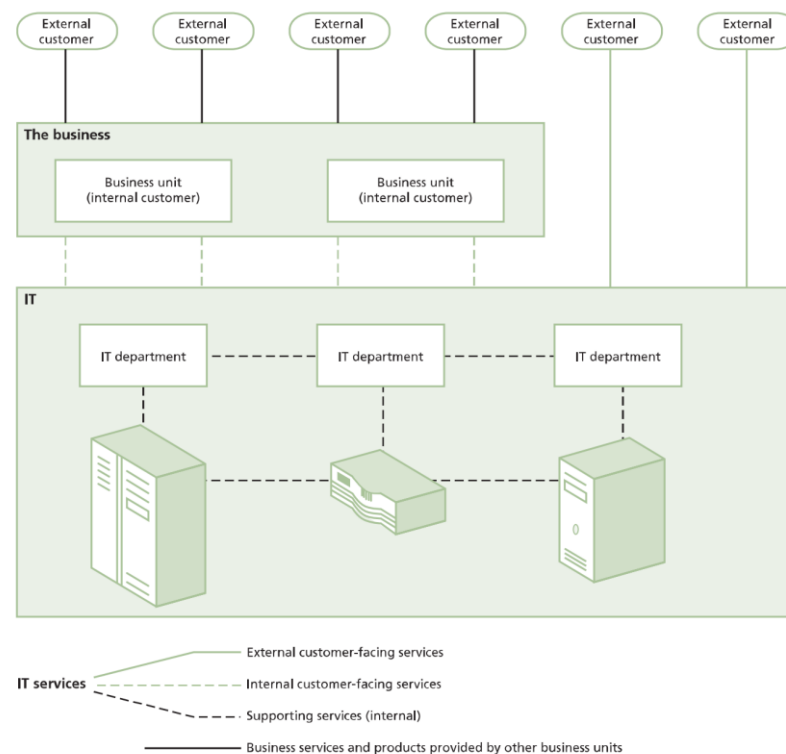 External
customer
External
customer
External
customer
External
customer
External
customer
External
customer
The business
Business unit
(internal customer)
Business unit
(internal customer)
IT
IT department
IT department
IT department
External customer-facing services
IT services
Internal customer-facing services
Supporting services (internal)
Business services and products provided by other business units